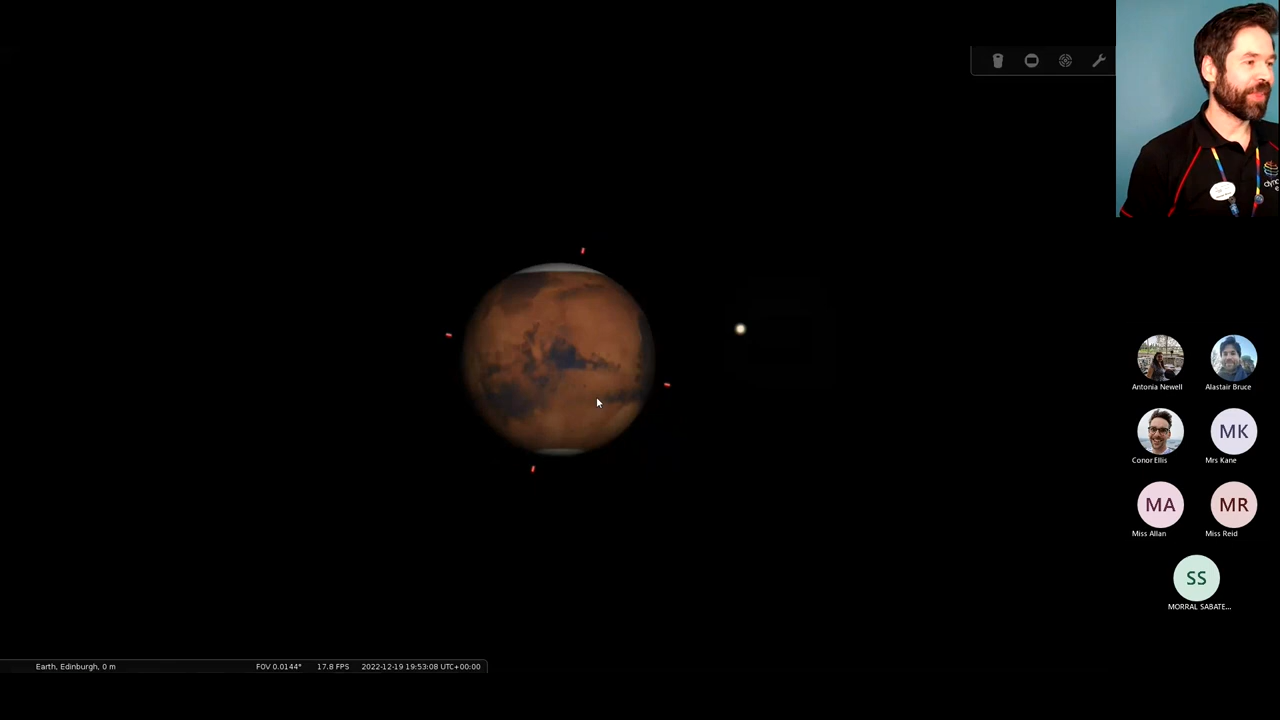 Antonia Newell
Alastair Bruce
Conor Ellis
MK
Mrs Kane
MA
Miss Allan
MR
Miss Reid
SS
MORRAL SABATE...
Earth, Edinburgh, 0 m
FOV 0.0144°
17.8 FPS
2022-12-19 19:53:08 UTC+00:00